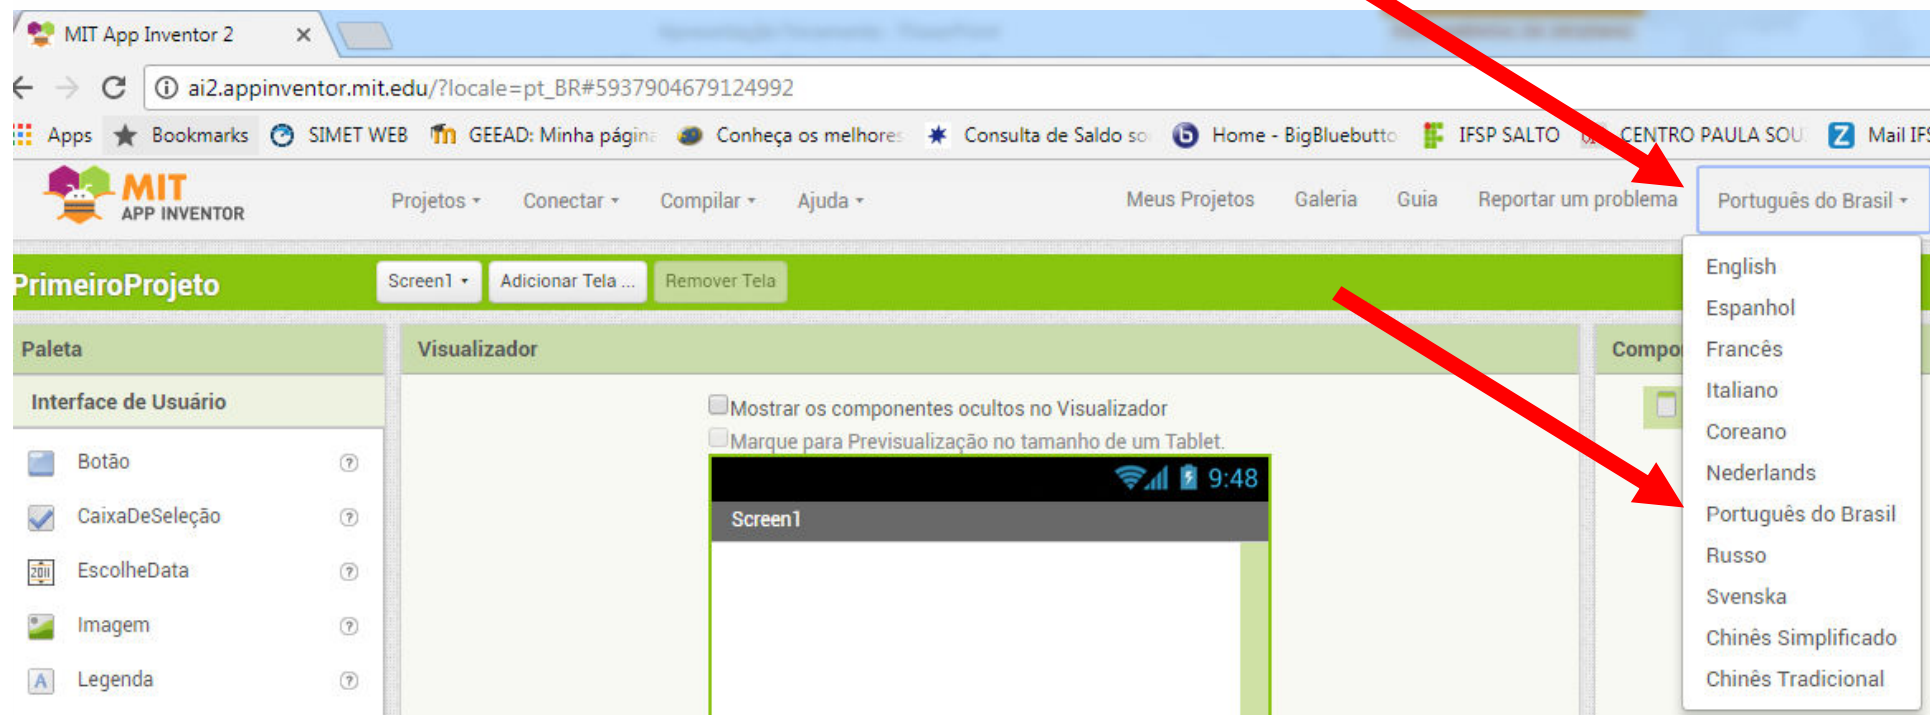 MIT App Inventor 2
ai2.appinventor.mit.edu/?locale=pt_BR#5937904679124992
Apps Bookmarks SIMET WEB GEEAD: Minha página Conheça os melhores Consulta de Saldo so Home - BigBluebutto IFSP SALTO CENTRO PAULA SOU Mail IFS
MIT
APP INVENTOR
Projetos Conectar Compilar Ajuda Meus Projetos Galeria Guia Reportar um problema Português do Brasil
PrimeiroProjeto Screen1 Adicionar Tela ... Remover Tela
English
Espanhol
Francês
Italiano
Coreano
Nederlands
Português do Brasil
Russo
Svenska
Chinês Simplificado
Chinês Tradicional
Paleta Visualizador Compo
Interface de Usuário
Mostrar os componentes ocultos no Visualizador
Marque para Previsualização no tamanho de um Tablet.
9:48
Screen1
Botão ?
CaixaDeSeleção ?
2011 EscolheData ?
Imagem ?
A Legenda ?